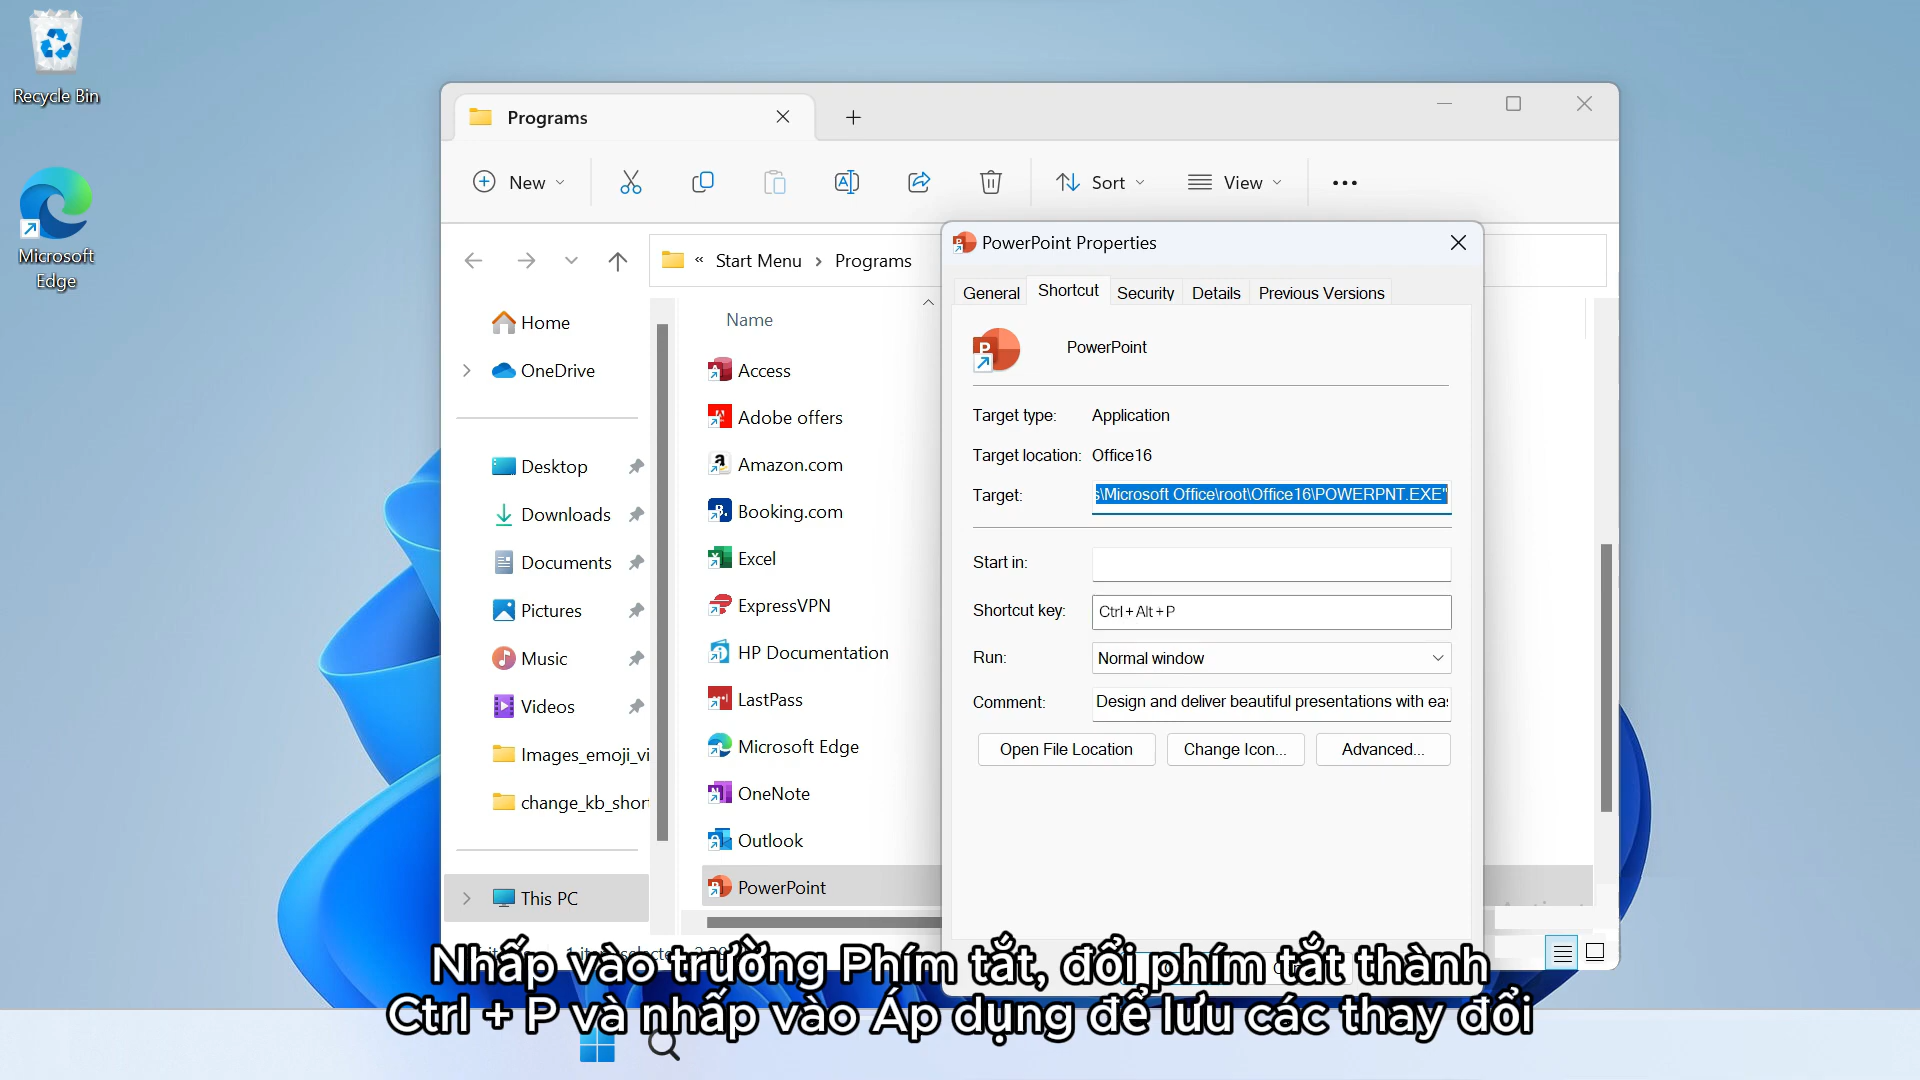 Recycle Bin
Microsoft
Edge
Programs
New
Sort
View
« Start Menu › Programs
Home
OneDrive
Desktop
Downloads
Documents
Pictures
Music
Videos
Images_emoji_vi
change_kb_shor
This PC
Name
Access
Adobe offers
Amazon.com
Booking.com
Excel
ExpressVPN
HP Documentation
LastPass
Microsoft Edge
OneNote
Outlook
PowerPoint
PowerPoint Properties
General Shortcut Security Details Previous Versions
PowerPoint
Target type: Application
Target location: Office16
Target: s\Microsoft Office\root\Office16\POWERPNT.EXE"
Start in:
Shortcut key: Ctrl+Alt+P
Run: Normal window
Comment: Design and deliver beautiful presentations with eas
Open File Location Change Icon... Advanced...
Nhấp vào trường Phím tắt, đổi phím tắt thành
Ctrl + P và nhấp vào Áp dụng để lưu các thay đổi